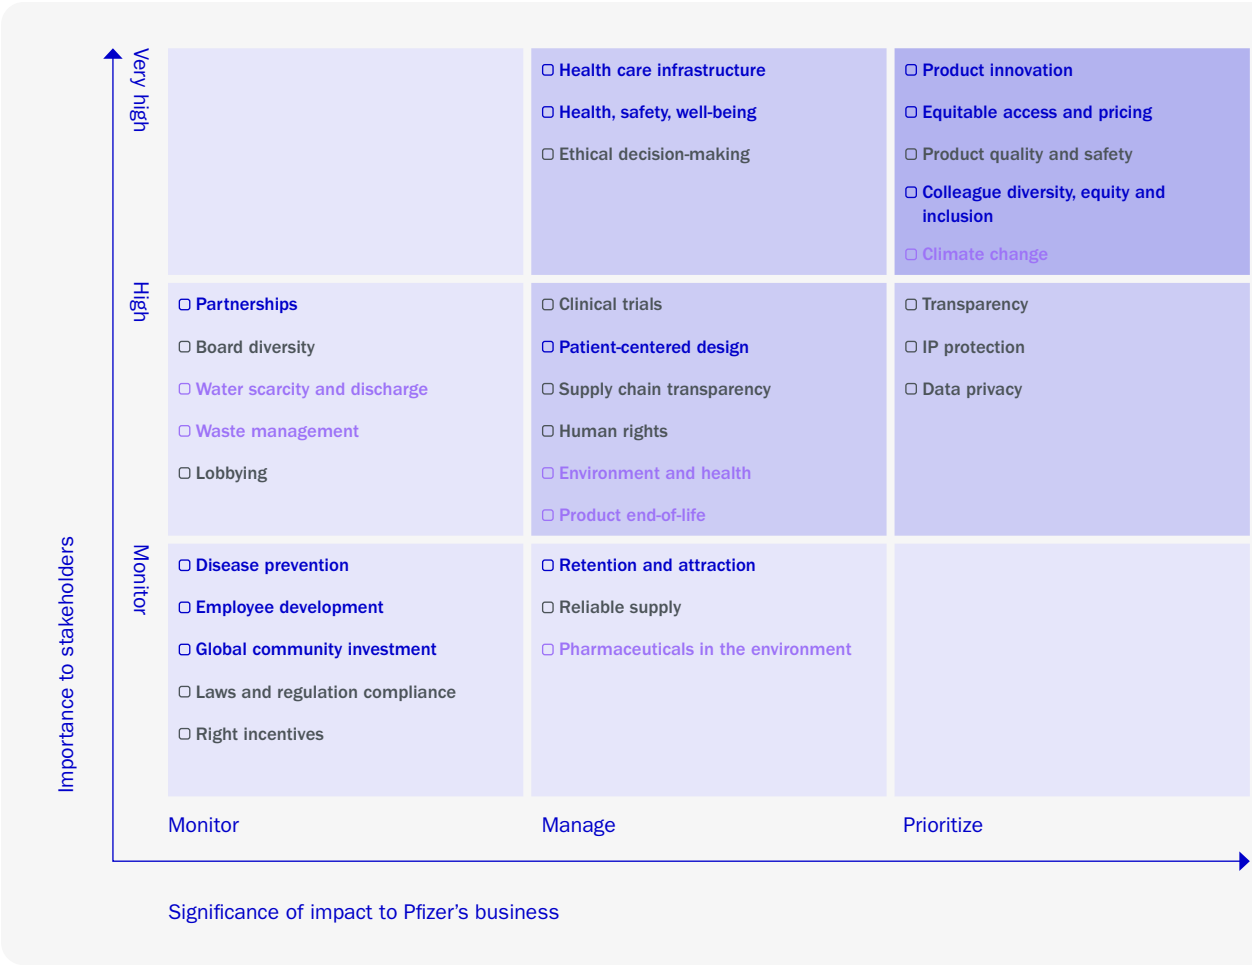 Very high
Health care infrastructure
Health, safety, well-being
Ethical decision-making
Product innovation
Equitable access and pricing
Product quality and safety
Colleague diversity, equity and
inclusion
Climate change
High
Partnerships
Board diversity
Water scarcity and discharge
Waste management
Lobbying
Clinical trials
Patient-centered design
Supply chain transparency
Human rights
Environment and health
Product end-of-life
Transparency
IP protection
Data privacy
Importance to stakeholders
Monitor
Disease prevention
Employee development
Global community investment
Laws and regulation compliance
Right incentives
Retention and attraction
Reliable supply
Pharmaceuticals in the environment
Monitor
Manage
Prioritize
Significance of impact to Pfizer’s business